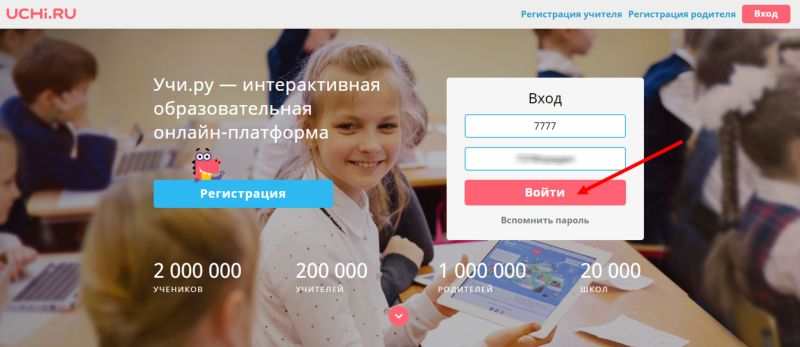 UCHi.RU
Регистрация учителя Регистрация родителя Вход
Учи.ру — интерактивная
образовательная
онлайн-платформа
Регистрация
Вход
7777
Войти
Вспомнить пароль
2 000 000 200 000 1 000 000 20 000
УЧЕНИКОВ УЧИТЕЛЕЙ РОДИТЕЛЕЙ ШКОЛ